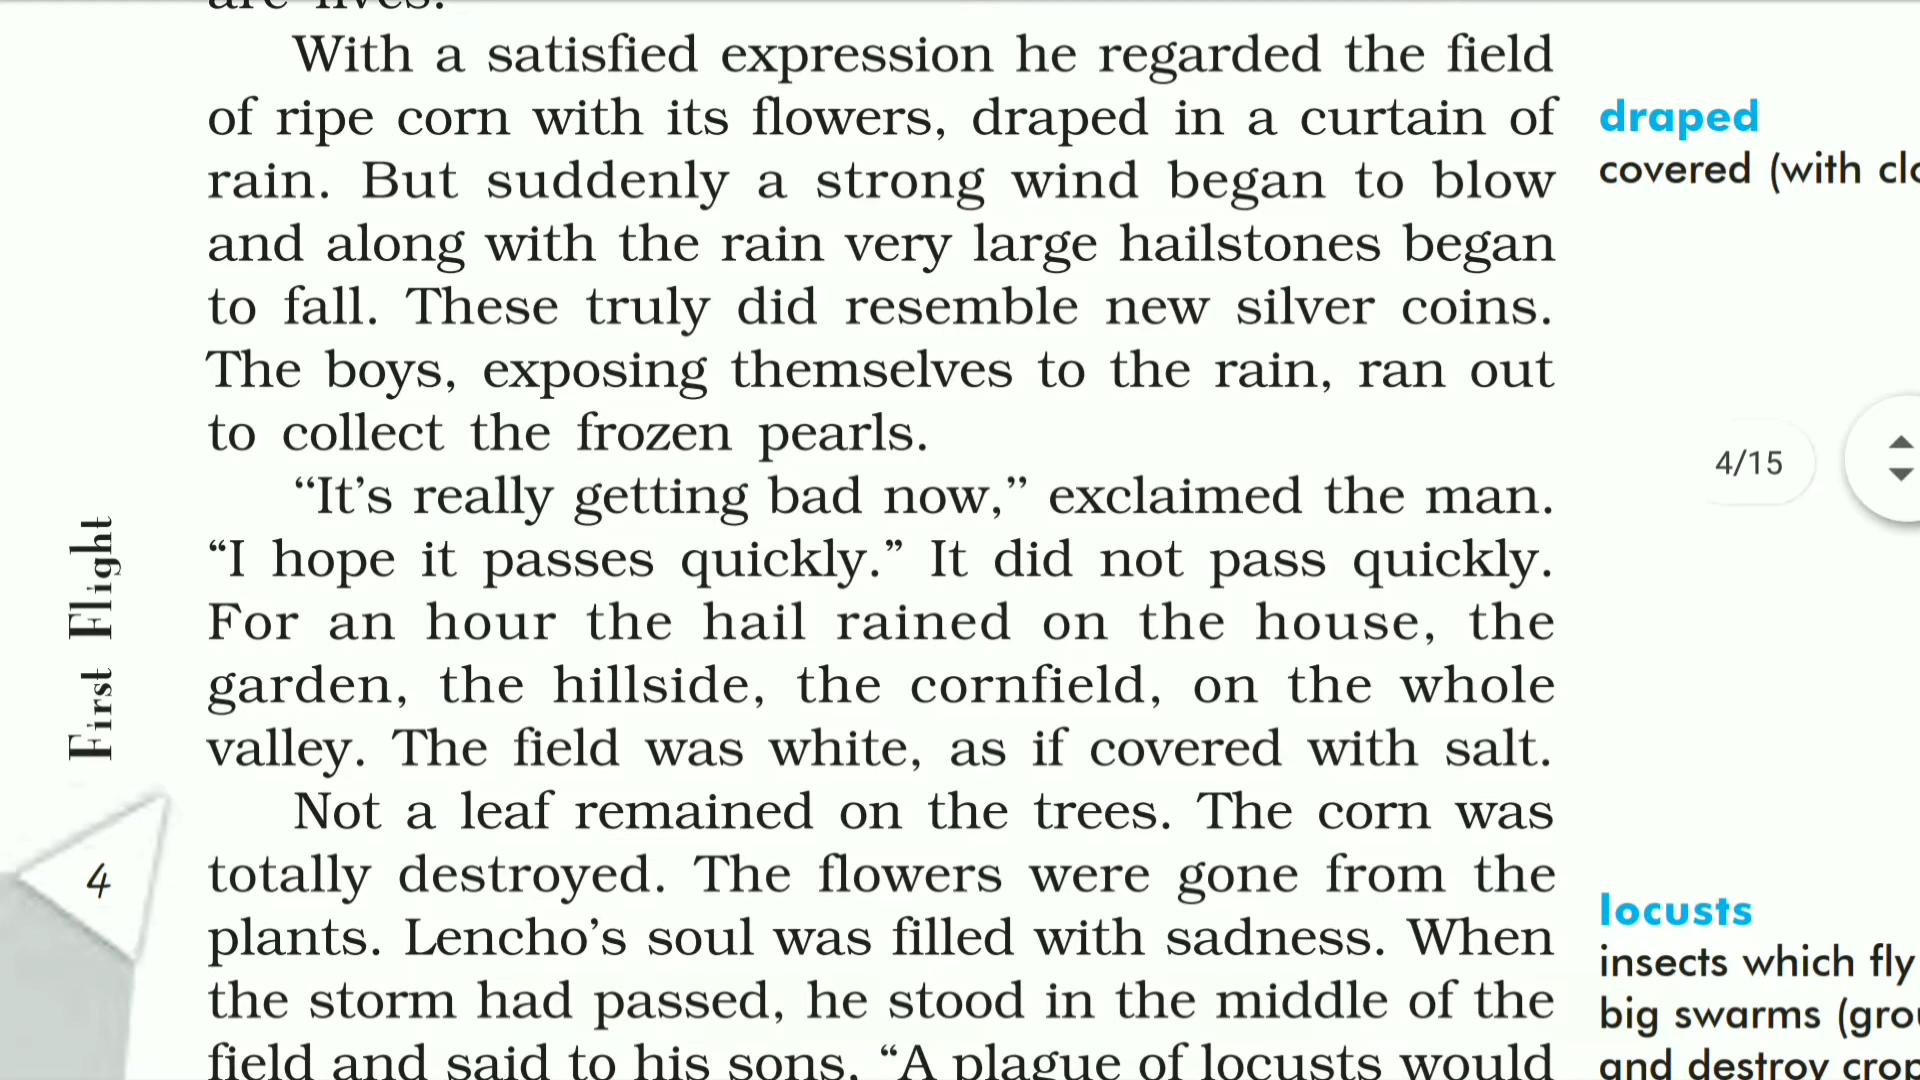 are lives.
With a satisfied expression he regarded the field
of ripe corn with its flowers, draped in a curtain of
rain. But suddenly a strong wind began to blow
and along with the rain very large hailstones began
to fall. These truly did resemble new silver coins.
The boys, exposing themselves to the rain, ran out
to collect the frozen pearls.
“It’s really getting bad now,” exclaimed the man.
“I hope it passes quickly.” It did not pass quickly.
For an hour the hail rained on the house, the
garden, the hillside, the cornfield, on the whole
valley. The field was white, as if covered with salt.
Not a leaf remained on the trees. The corn was
totally destroyed. The flowers were gone from the
plants. Lencho’s soul was filled with sadness. When
the storm had passed, he stood in the middle of the
field and said to his sons, “A plague of locusts would
draped
covered (with
4/15
locusts
insects which fly
big swarms
and destroy
First Flight
4